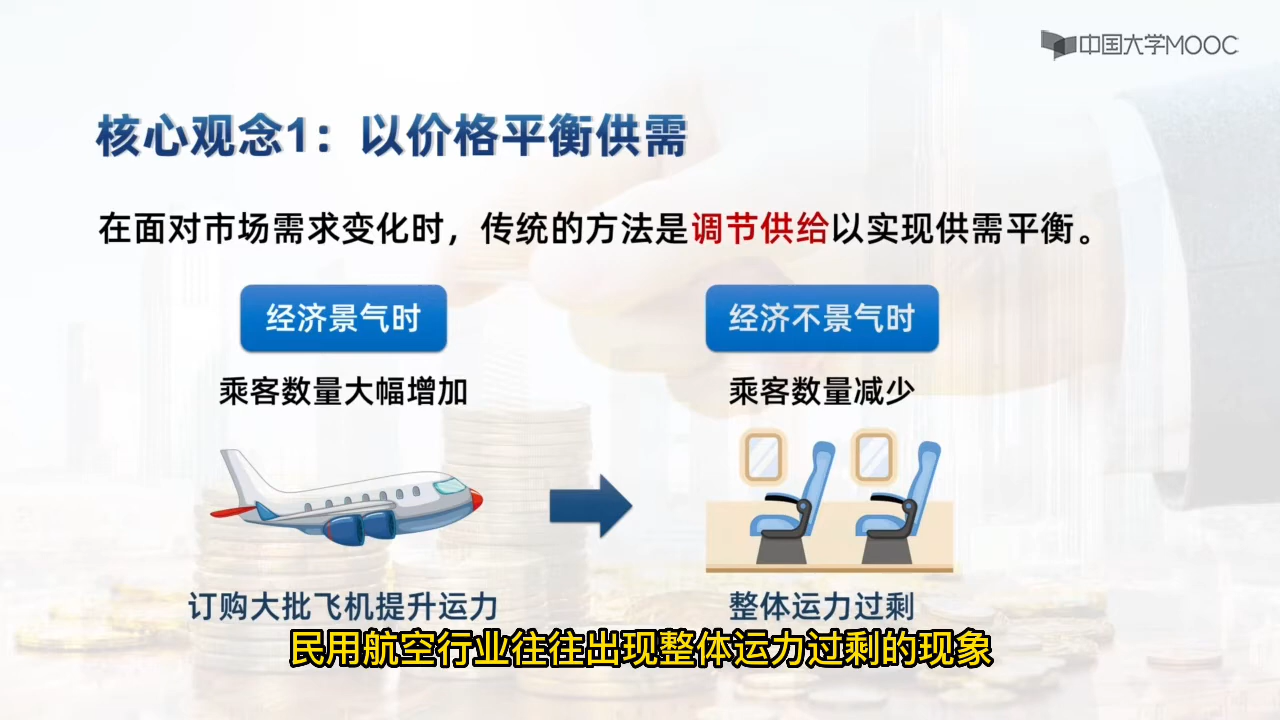 中国大学MOOC
核心观念1：以价格平衡供需
在面对市场需求变化时，传统的方法是调节供给以实现供需平衡。
经济景气时
经济不景气时
乘客数量大幅增加
乘客数量减少
订购大批飞机提升运力
整体运力过剩
民用航空行业往往出现整体运力过剩的现象